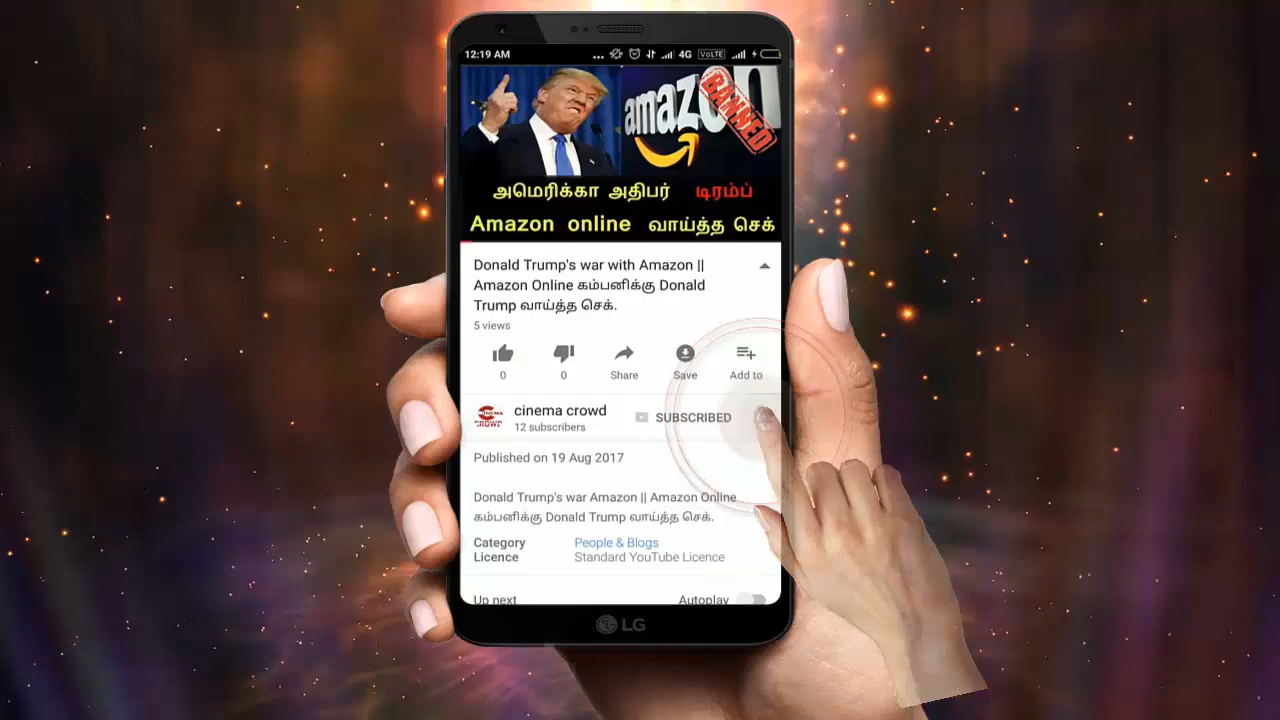 12:19 AM
4G VoLTE
amazon
BANNED
அமெரிக்கா அதிபர் டிரம்ப்
Amazon online வாய்த்த செக்
Donald Trump's war with Amazon ||
Amazon Online கம்பனிக்கு Donald
Trump வாய்த்த செக்.
5 views
0 0 Share Save Add to
CINEMA
CROWD
cinema crowd
SUBSCRIBED
12 subscribers
Published on 19 Aug 2017
Donald Trump's war Amazon || Amazon Online
கம்பனிக்கு Donald Trump வாய்த்த செக்.
Category People & Blogs
Licence Standard YouTube Licence
Up next Autoplay
LG